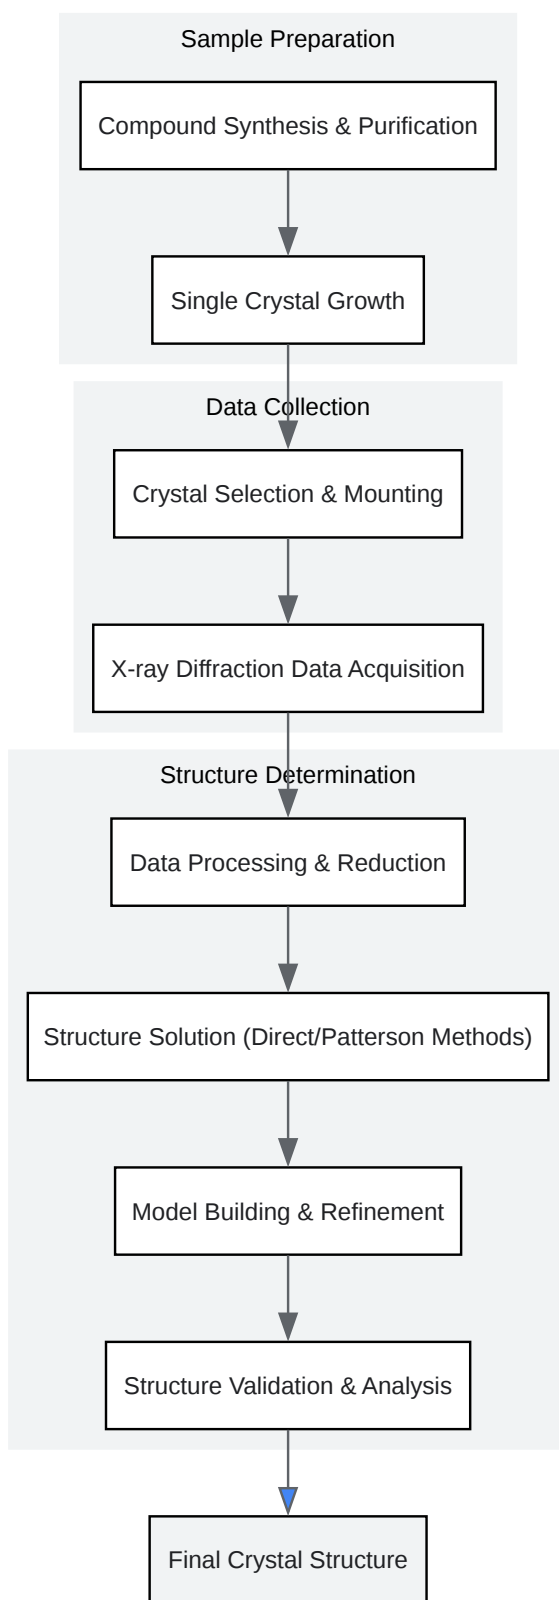 Sample Preparation
Compound Synthesis & Purification
Single Crystal Growth
Data Collection
Crystal Selection & Mounting
X-ray Diffraction Data Acquisition
Structure Determination
Data Processing & Reduction
Structure Solution (Direct/Patterson Methods)
Model Building & Refinement
Structure Validation & Analysis
Final Crystal Structure